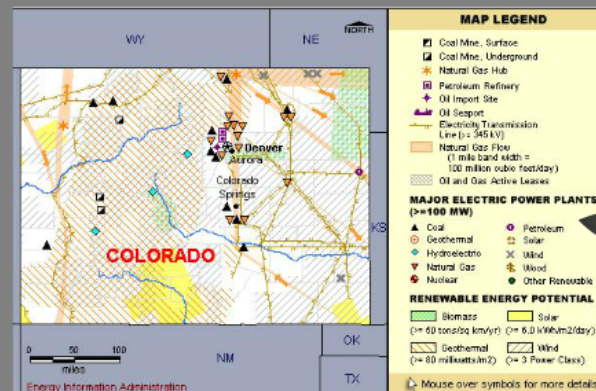 WY
NE
NORTH
Denver
Aurora
Colorado
Springs
COLORADO
KS
OK
NM
TX
0 50 100
miles
Energy Information Administration
MAP LEGEND
Coal Mine, Surface
Coal Mine, Underground
Natural Gas Hub
Petroleum Refinery
Oil Import Site
Oil Seaport
Electricity Transmission
Line (>= 345 kV)
Natural Gas Flow
(1 mile band width =
100 million cubic feet/day)
Oil and Gas Active Leases
MAJOR ELECTRIC POWER PLANTS
(>=100 MW)
Coal Petroleum
Geothermal Solar
Hydroelectric Wind
Natural Gas Wood
Nuclear Other Renewable
RENEWABLE ENERGY POTENTIAL
Biomass Solar
(>= 60 tons/sq km/yr) (>= 6.0 kWh/m2/day)
Geothermal Wind
(>= 80 milliwatts/m2) (>= 3 Power Class)
Mouse over symbols for more details